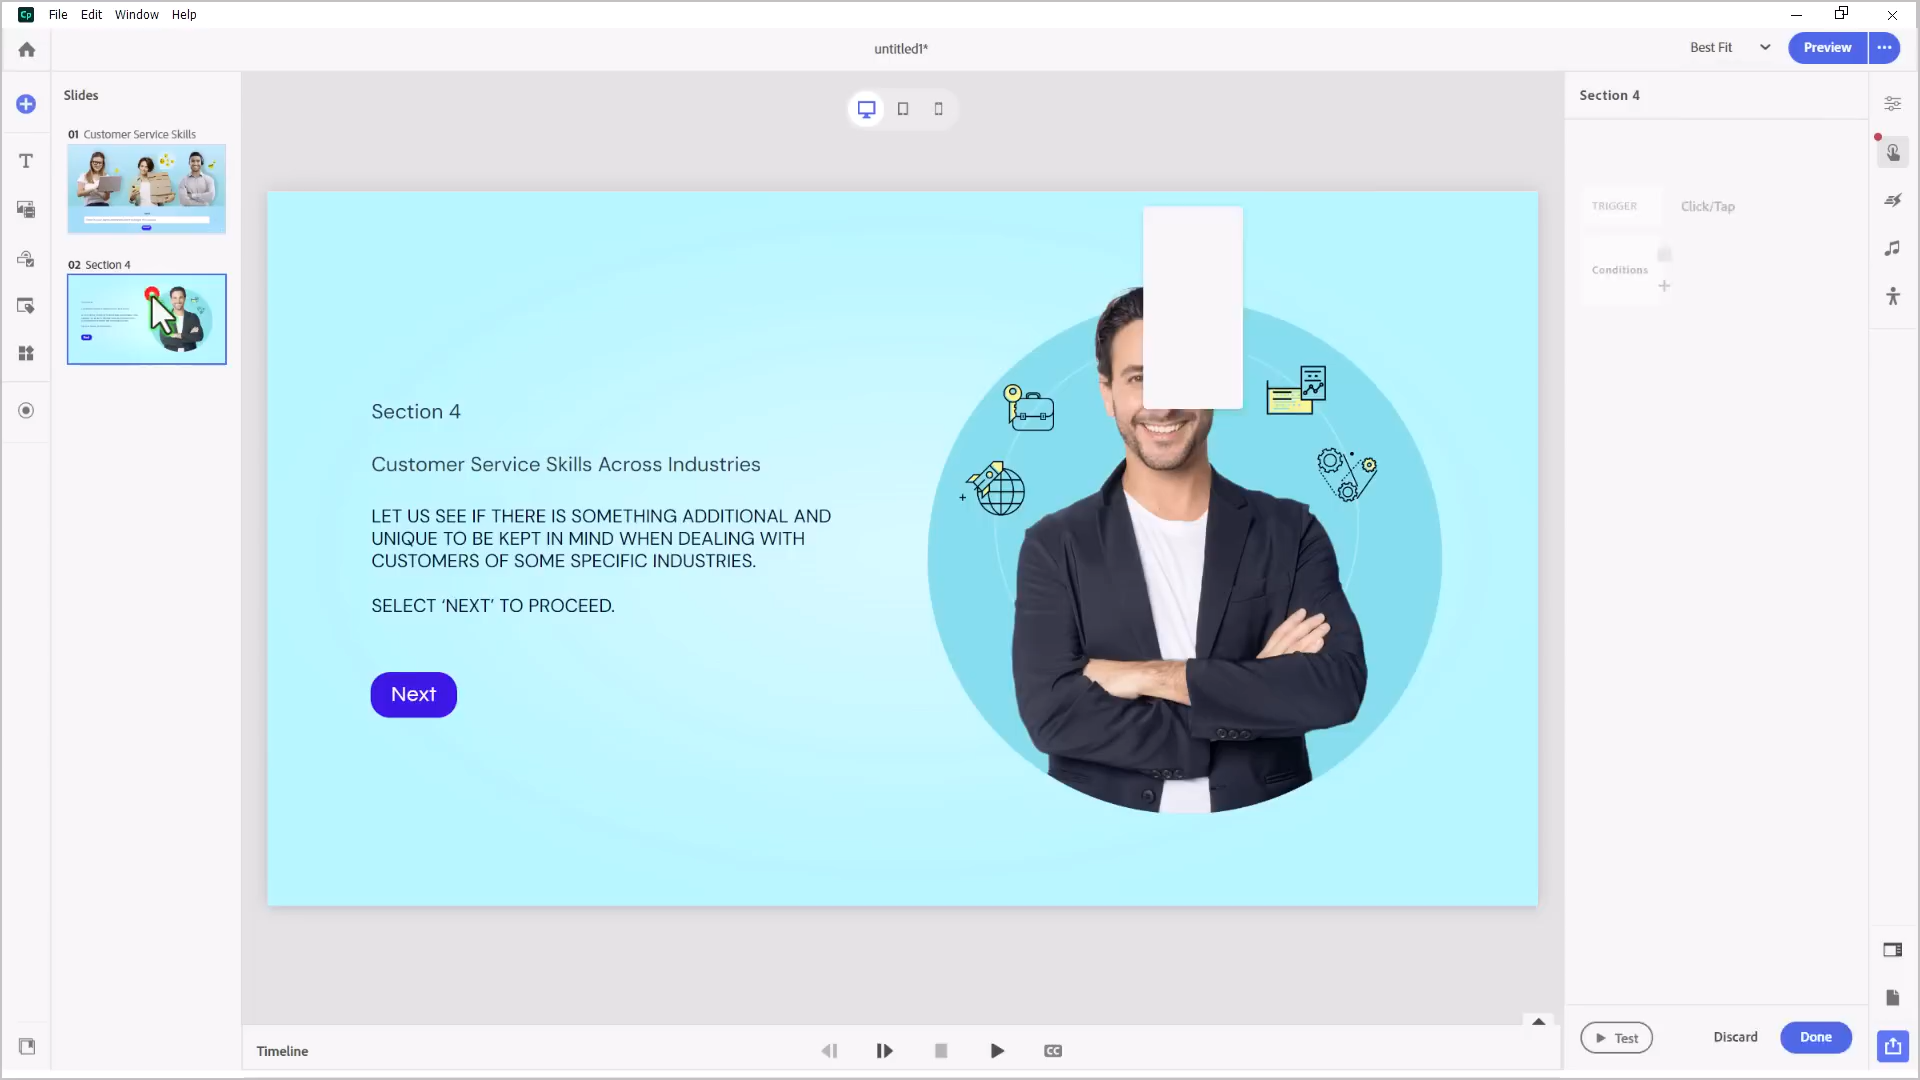 Cp File Edit Window Help
untitled1*
Best Fit
Preview
Slides
Section 4
01 Customer Service Skills
02 Section 4
TRIGGER Click/Tap
Conditions
Section 4
Customer Service Skills Across Industries
LET US SEE IF THERE IS SOMETHING ADDITIONAL AND
UNIQUE TO BE KEPT IN MIND WHEN DEALING WITH
CUSTOMERS OF SOME SPECIFIC INDUSTRIES.
SELECT ‘NEXT’ TO PROCEED.
Next
Timeline
CC
Test
Discard
Done